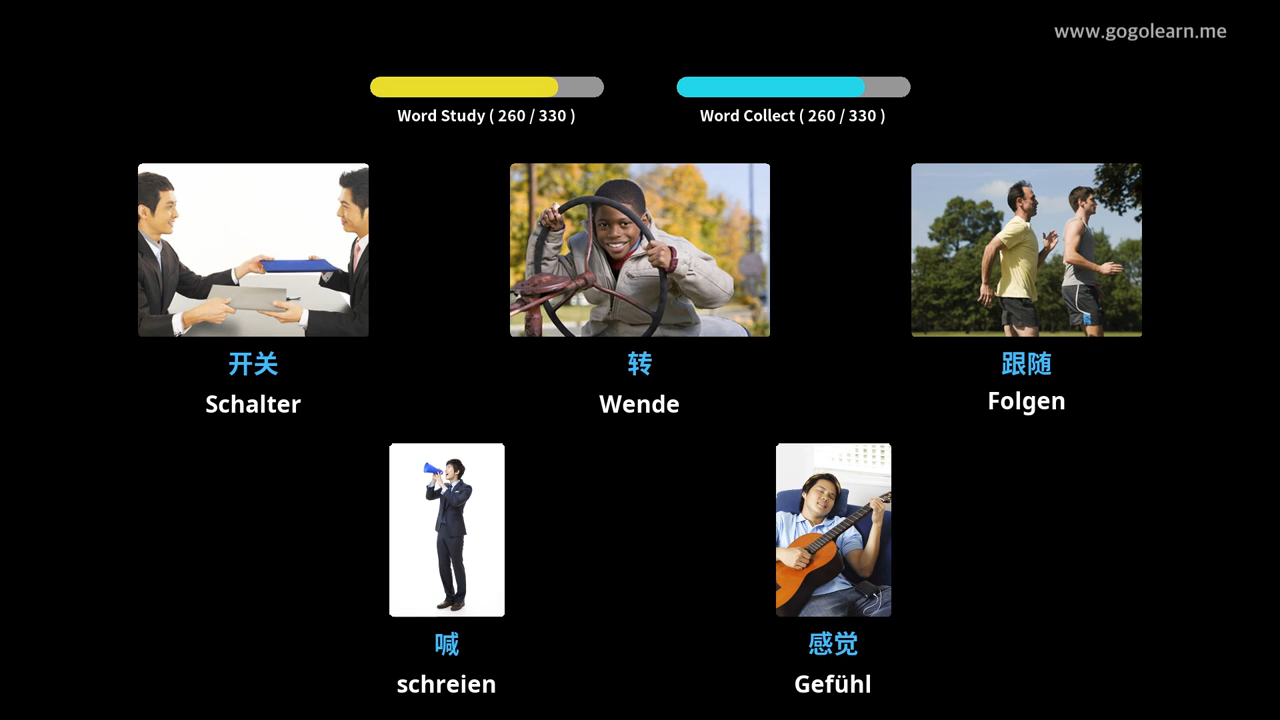 www.gogolearn.me
Word Study ( 260 / 330 )
Word Collect ( 260 / 330 )
开关
Schalter
转
Wende
跟随
Folgen
喊
schreien
感觉
Gefühl